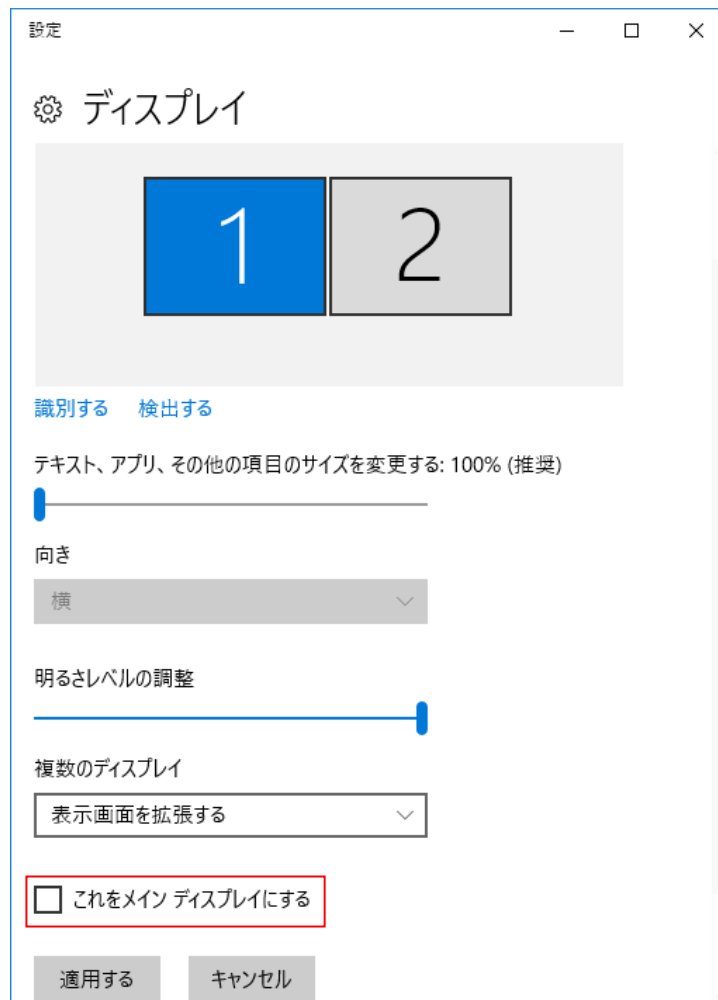 設定
ディスプレイ
1 2
識別する 検出する
テキスト、アプリ、その他の項目のサイズを変更する: 100% (推奨)
向き
横
明るさレベルの調整
複数のディスプレイ
表示画面を拡張する
これをメイン ディスプレイにする
適用する キャンセル